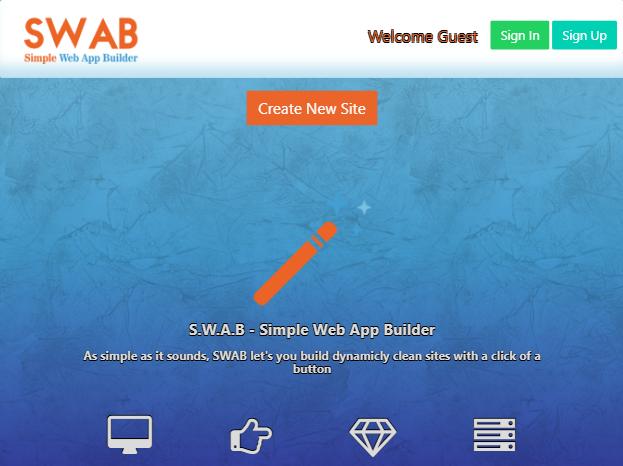 SWAB
Simple Web App Builder
Welcome Guest
Sign In
Sign Up
Create New Site
S.W.A.B - Simple Web App Builder
As simple as it sounds, SWAB let's you build dynamicly clean sites with a click of a
button